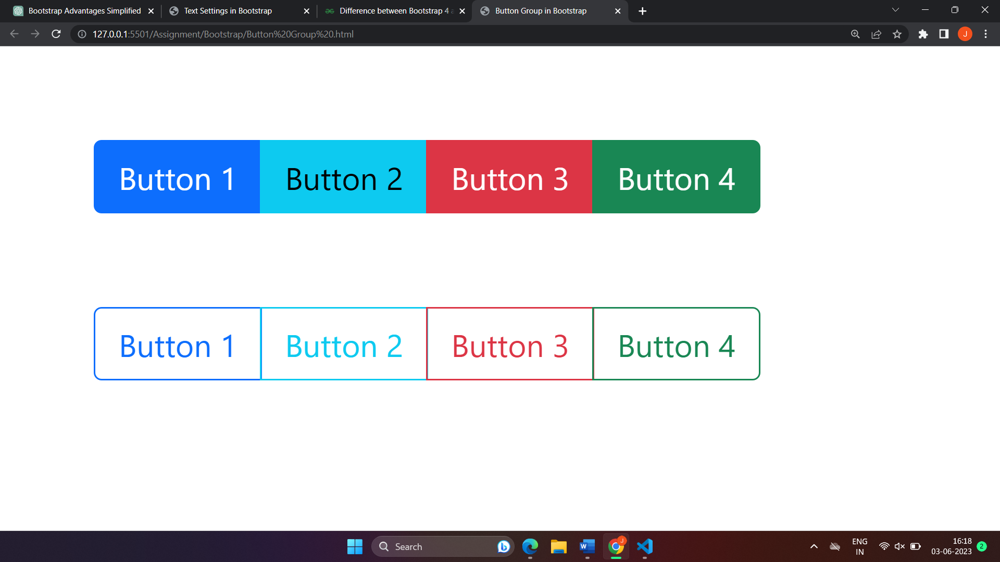 Bootstrap Advantages Simplified
Text Settings in Bootstrap
Difference between Bootstrap 4 a
Button Group in Bootstrap
127.0.0.1:5501/Assignment/Bootstrap/Button%20Group%20.html
J
Button 1 Button 2 Button 3 Button 4
Button 1 Button 2 Button 3 Button 4
Search
W
J
ENG
IN
16:18
03-06-2023
2